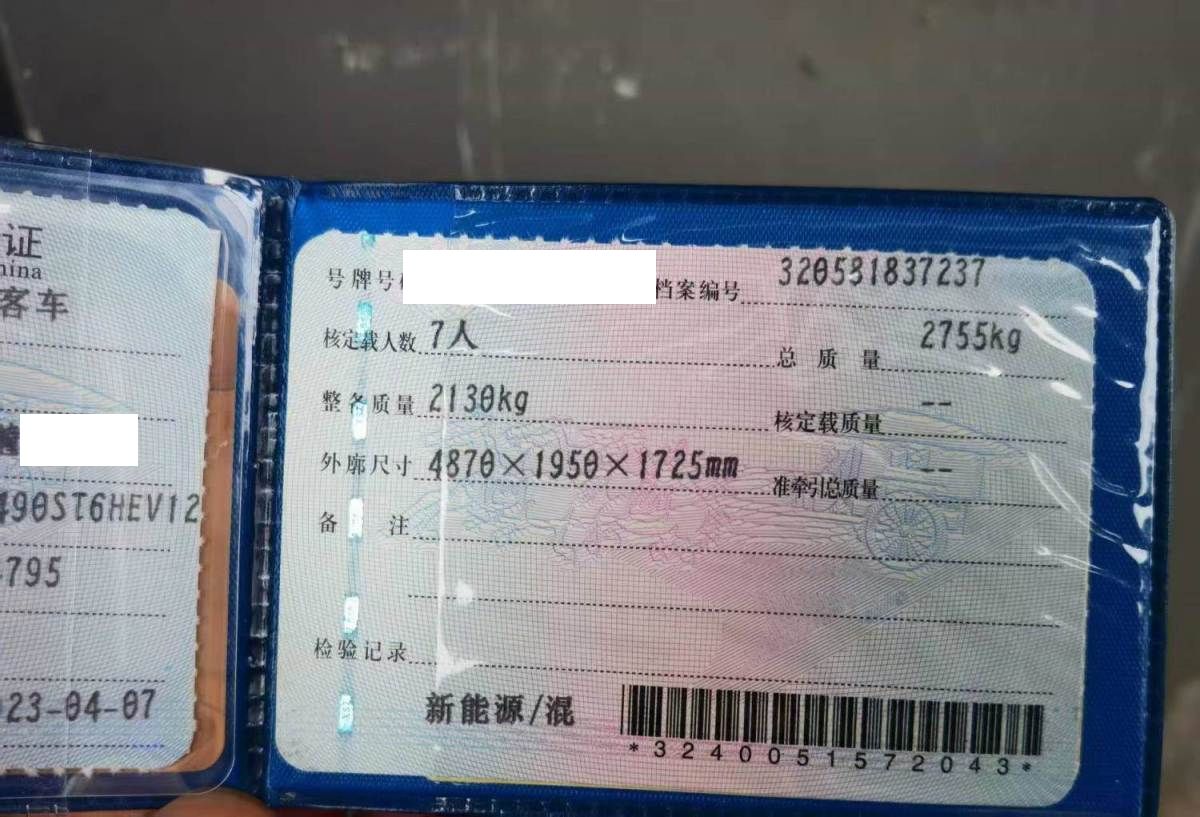 证
hina
客车
490ST6HEV12
795
23-04-07
号牌号
档案编号 320581837237
核定载人数 7人
总质量 2755kg
整备质量 2130kg
核定载质量 --
外廓尺寸 4870×1950×1725mm
准牵引总质量 --
备注
检验记录
新能源/混
*3240051572043*